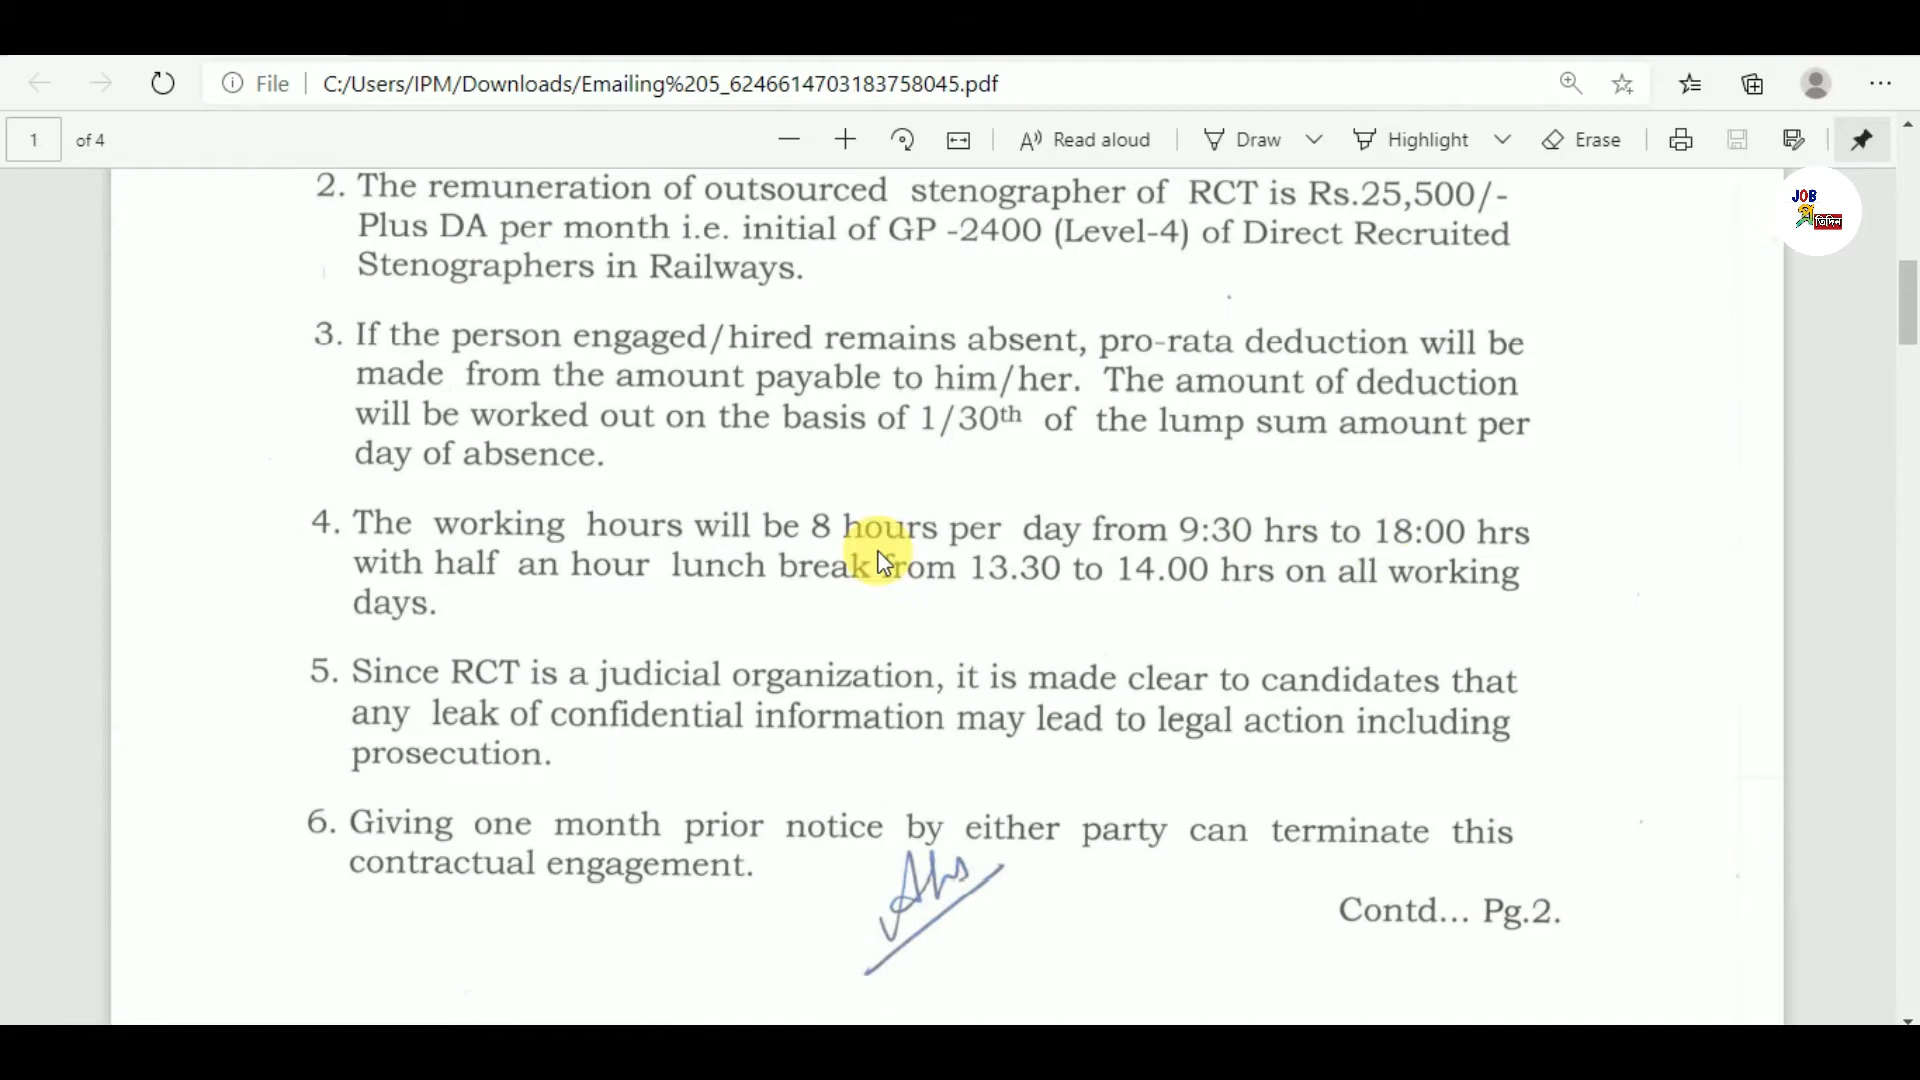 File C:/Users/IPM/Downloads/Emailing%205_6246614703183758045.pdf
1 of 4 Read aloud Draw Highlight Erase
JOB
2. The remuneration of outsourced stenographer of RCT is Rs.25,500/-
Plus DA per month i.e. initial of GP -2400 (Level-4) of Direct Recruited
Stenographers in Railways.
3. If the person engaged/hired remains absent, pro-rata deduction will be
made from the amount payable to him/her. The amount of deduction
will be worked out on the basis of 1/30th of the lump sum amount per
day of absence.
4. The working hours will be 8 hours per day from 9:30 hrs to 18:00 hrs
with half an hour lunch break from 13.30 to 14.00 hrs on all working
days.
5. Since RCT is a judicial organization, it is made clear to candidates that
any leak of confidential information may lead to legal action including
prosecution.
6. Giving one month prior notice by either party can terminate this
contractual engagement.
Contd... Pg.2.